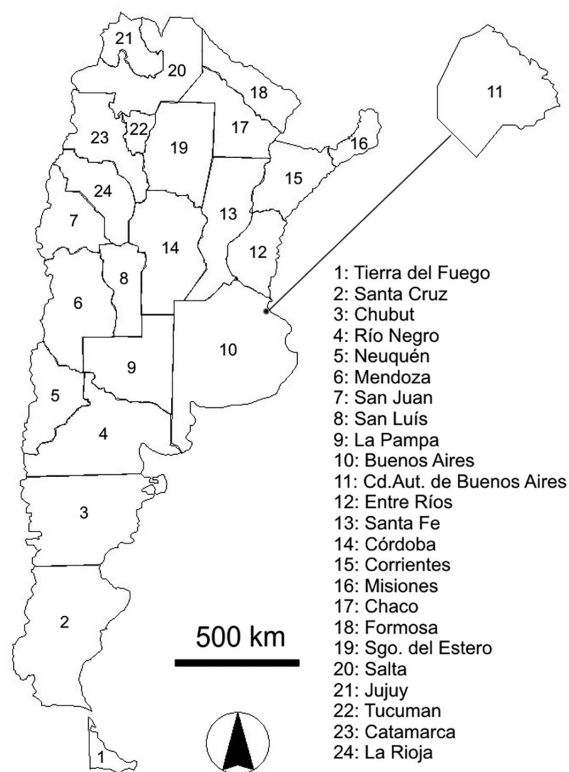 21
20
18
11
22
17
23
19
16
15
24
13
7
14
12
8
6
10
9
5
4
3
2
1
1: Tierra del Fuego
2: Santa Cruz
3: Chubut
4: Río Negro
5: Neuquén
6: Mendoza
7: San Juan
8: San Luís
9: La Pampa
10: Buenos Aires
11: Cd.Aut. de Buenos Aires
12: Entre Ríos
13: Santa Fe
14: Córdoba
15: Corrientes
16: Misiones
17: Chaco
18: Formosa
19: Sgo. del Estero
20: Salta
21: Jujuy
22: Tucuman
23: Catamarca
24: La Rioja
500 km